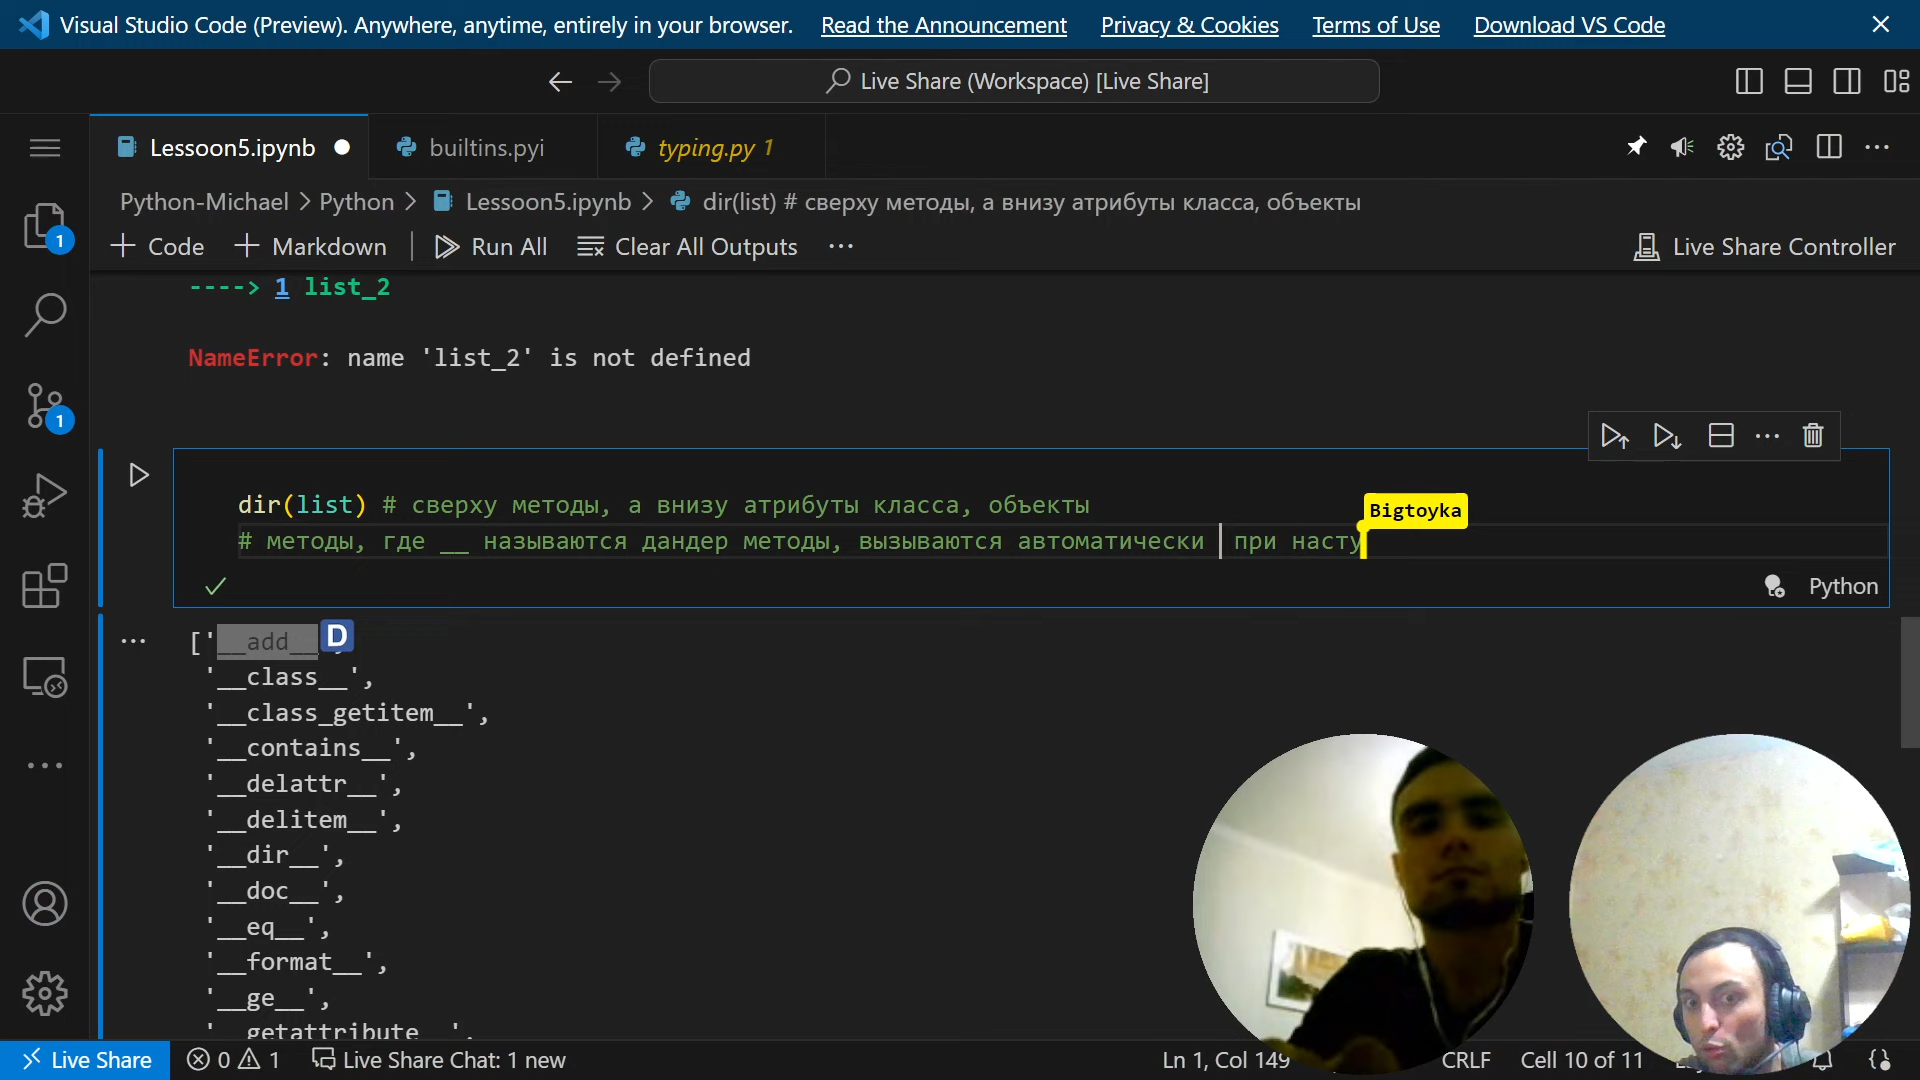 Visual Studio Code (Preview). Anywhere, anytime, entirely in your browser. Read the Announcement Privacy & Cookies Terms of Use Download VS Code
Live Share (Workspace) [Live Share]
Lessoon5.ipynb builtins.pyi typing.py 1
Python-Michael > Python > Lessoon5.ipynb > dir(list) # сверху методы, а внизу атрибуты класса, объекты
+ Code + Markdown Run All Clear All Outputs ... Live Share Controller
----> 1 list_2
NameError: name 'list_2' is not defined
dir(list) # сверху методы, а внизу атрибуты класса, объекты
Bigtoyka
# методы, где __ называются дандер методы, вызываются автоматически при насту
Python
['__add__
D
'__class__',
'__class_getitem__',
'__contains__',
'__delattr__',
'__delitem__',
'__dir__',
'__doc__',
'__eq__',
'__format__',
'__ge__',
'__getattribute__',
1
1
Live Share 0 1 Live Share Chat: 1 new Ln 1, Col 149 CRLF Cell 10 of 11